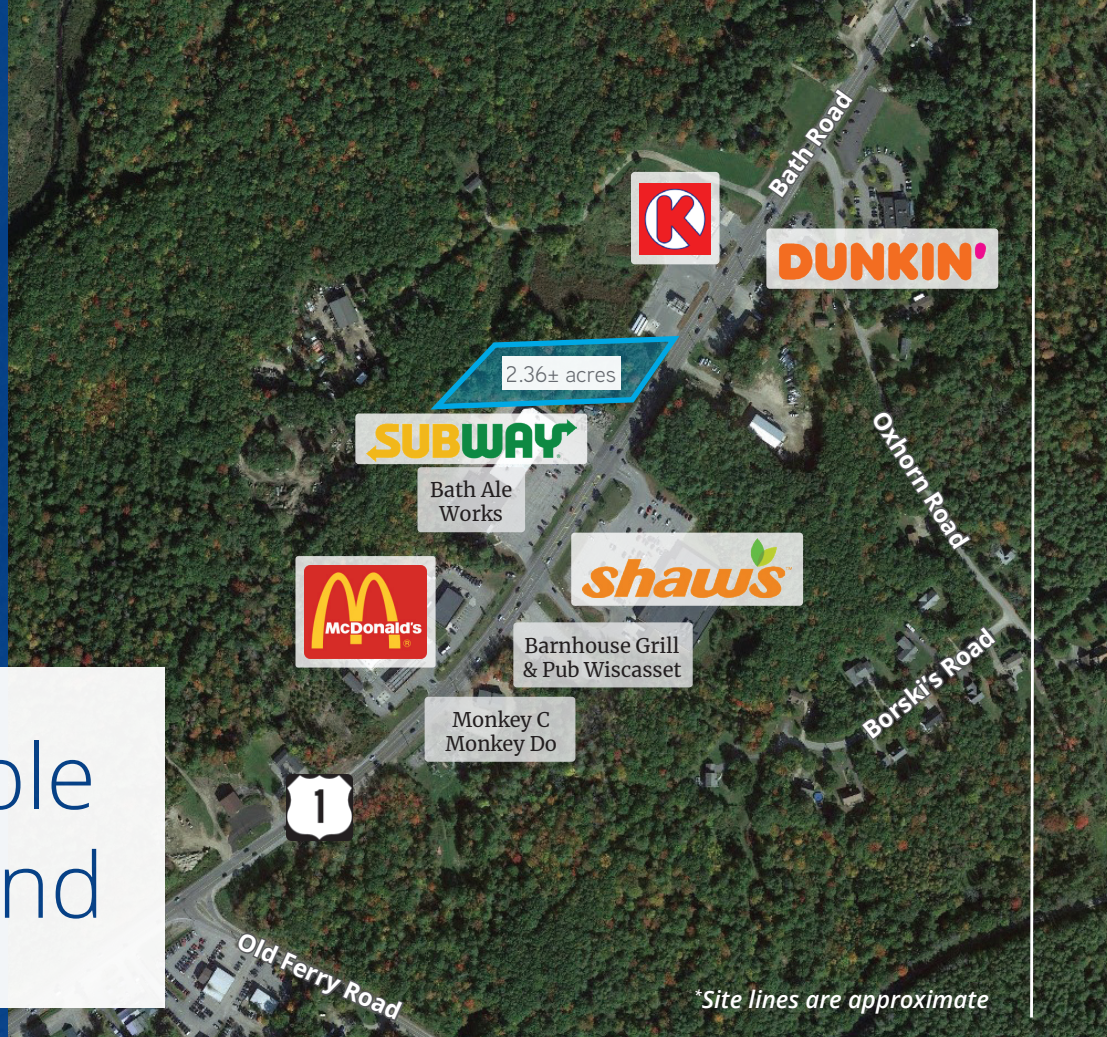 Bath Road
K
DUNKIN'
2.36± acres
SUBWAY
Bath Ale
Works
Oxhorn Road
shaw's
McDonald's
®
Barnhouse Grill
& Pub Wiscasset
Borski's Road
Monkey C
Monkey Do
1
ble
nd
Old Ferry Road
*Site lines are approximate